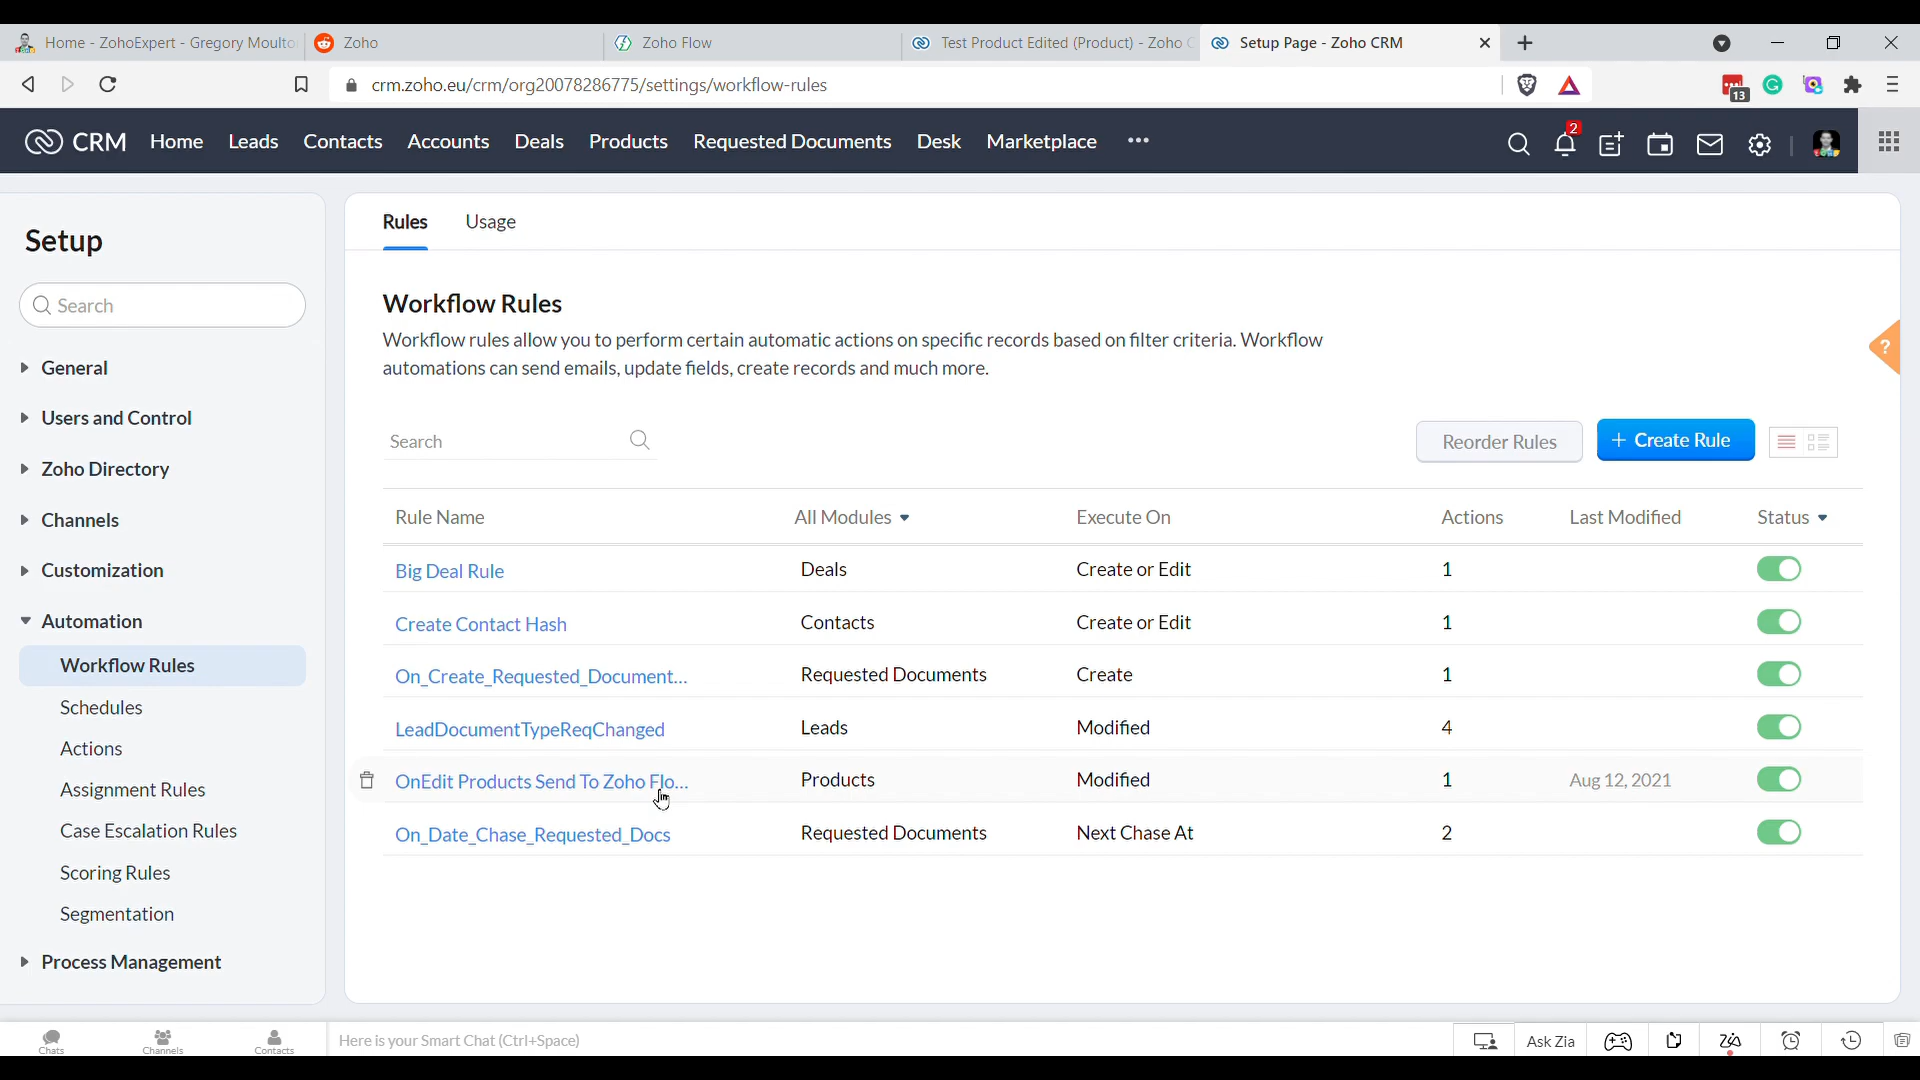 Home - ZohoExpert - Gregory Moulto
Zoho
Zoho Flow
Test Product Edited (Product) - Zoho C
Setup Page - Zoho CRM
crm.zoho.eu/crm/org20078286775/settings/workflow-rules
13
CRM
Home
Leads
Contacts
Accounts
Deals
Products
Requested Documents
Desk
Marketplace
2
Setup
Search
General
Users and Control
Zoho Directory
Channels
Customization
Automation
Workflow Rules
Schedules
Actions
Assignment Rules
Case Escalation Rules
Scoring Rules
Segmentation
Process Management
Rules
Usage
Workflow Rules
Workflow rules allow you to perform certain automatic actions on specific records based on filter criteria. Workflow
automations can send emails, update fields, create records and much more.
Search
Reorder Rules
+ Create Rule
?
Rule Name All Modules Execute On Actions Last Modified Status
Big Deal Rule Deals Create or Edit 1
Create Contact Hash Contacts Create or Edit 1
On_Create_Requested_Document... Requested Documents Create 1
LeadDocumentTypeReqChanged Leads Modified 4
OnEdit Products Send To Zoho Flo... Products Modified 1 Aug 12, 2021
On_Date_Chase_Requested_Docs Requested Documents Next Chase At 2
Chats
Channels
Contacts
Here is your Smart Chat (Ctrl+Space)
Ask Zia